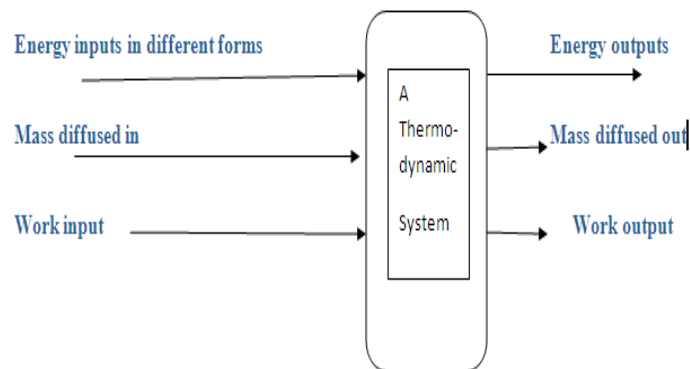 Energy inputs in different forms
Energy outputs
A
Thermo-
dynamic
System
Mass diffused in
Mass diffused out
Work input
Work output